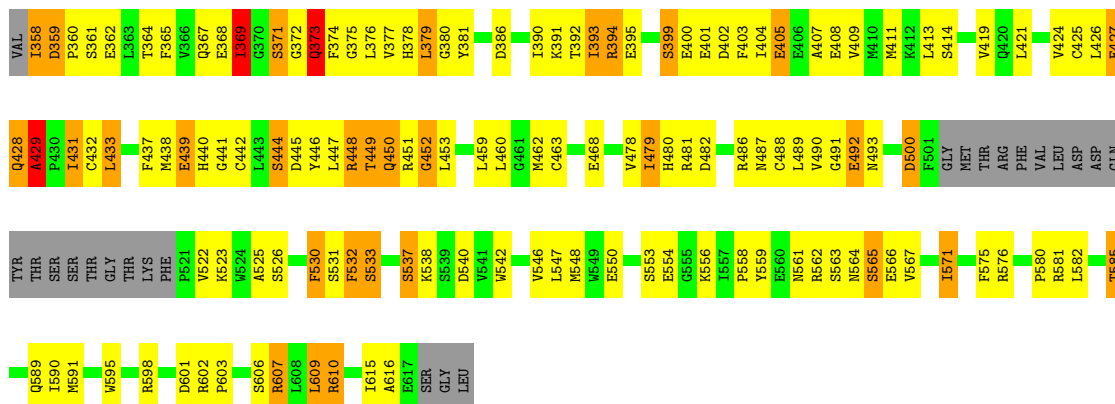 VAL I358 D359 P360 S361 E362 L363 T364 F365 V366 Q367 E368 I369 G370 S371 G372 Q373 F374 G375 L376 V377 H378 L379 G380 Y381 D386 I390 K391 T392 I393 R394 E395 S399 E400 E401 D402 F403 I404 E405 E406 A407 E408 V409 M410 M411 K412 L413 S414 V419 Q420 L421 V424 C425 L426
Q428 A429 P430 I431 C432 L433 F437 M438 E439 H440 G441 C442 L443 S444 D445 Y446 L447 R448 T449 Q450 R451 G452 L453 L459 L460 G461 M462 C463 E468 V478 I479 H480 R481 D482 R486 N487 C488 L489 V490 G491 E492 N493 D500 F501 GLY MET THR ARG PHE VAL LEU ASP ASP GLN
TYR THR SER SER THR GLY THR LYS PHE P521 V522 K523 W524 A525 S526 F530 S531 F532 S533 S537 K538 S539 D540 V541 W542 V546 L547 M548 W549 E550 S553 E554 G555 K556 I557 P558 Y559 E560 N561 R562 S563 N564 S565 E566 V567 I571 F575 R576 P580 R581 L582
Q589 I590 M591 W595 R598 D601 R602 P603 S606 R607 L608 L609 R610 I615 A616 E617 SER GLY LEU